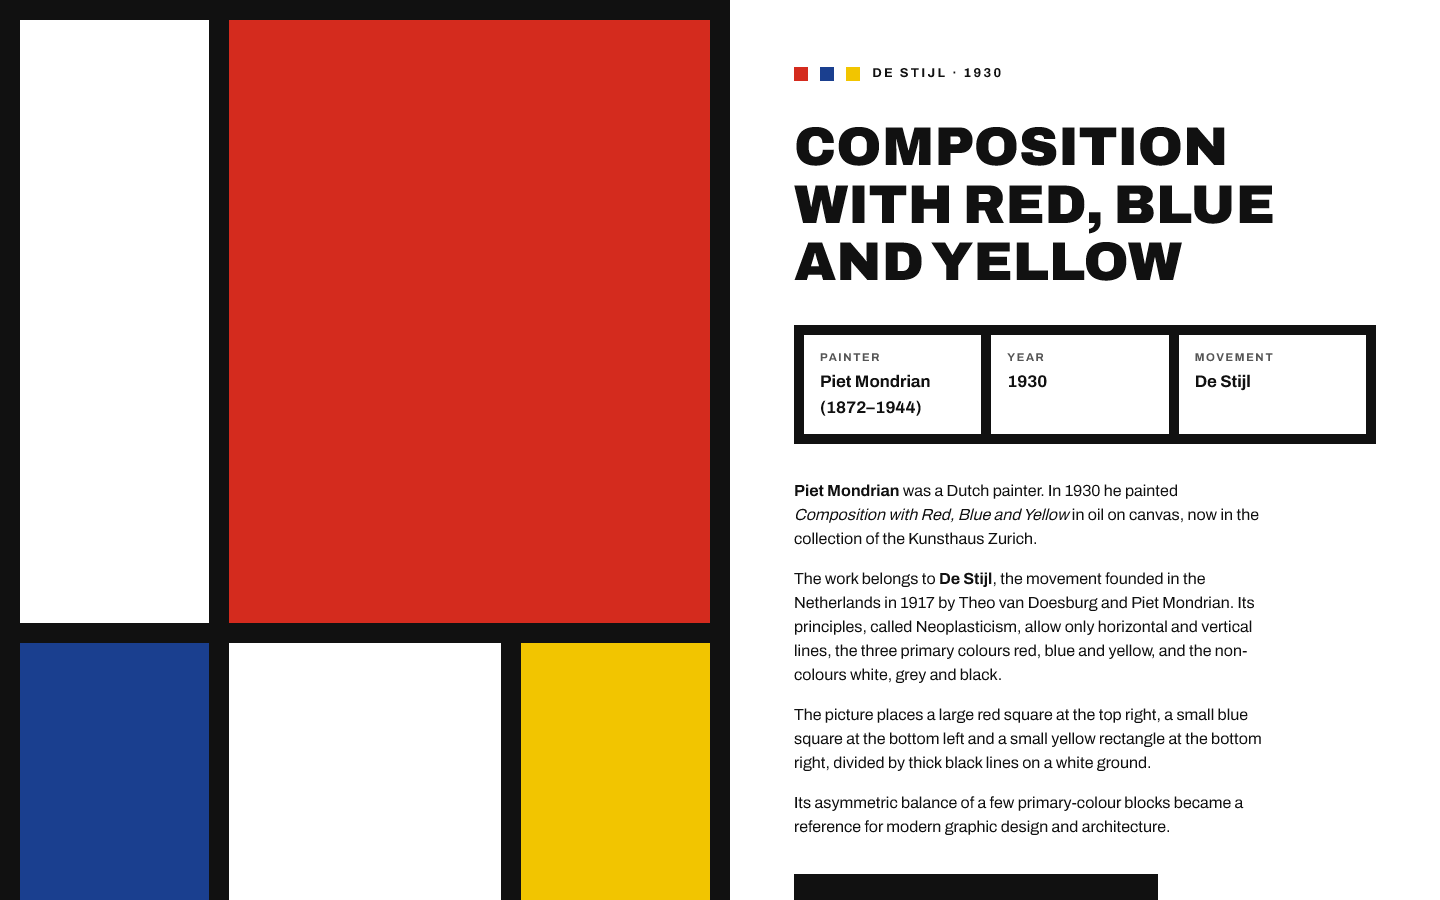 DE STIJL · 1930
COMPOSITION
WITH RED, BLUE
AND YELLOW
PAINTER
Piet Mondrian
(1872–1944)
YEAR
1930
MOVEMENT
De Stijl
Piet Mondrian was a Dutch painter. In 1930 he painted
Composition with Red, Blue and Yellow in oil on canvas, now in the
collection of the Kunsthaus Zurich.
The work belongs to De Stijl, the movement founded in the
Netherlands in 1917 by Theo van Doesburg and Piet Mondrian. Its
principles, called Neoplasticism, allow only horizontal and vertical
lines, the three primary colours red, blue and yellow, and the non-
colours white, grey and black.
The picture places a large red square at the top right, a small blue
square at the bottom left and a small yellow rectangle at the bottom
right, divided by thick black lines on a white ground.
Its asymmetric balance of a few primary-colour blocks became a
reference for modern graphic design and architecture.